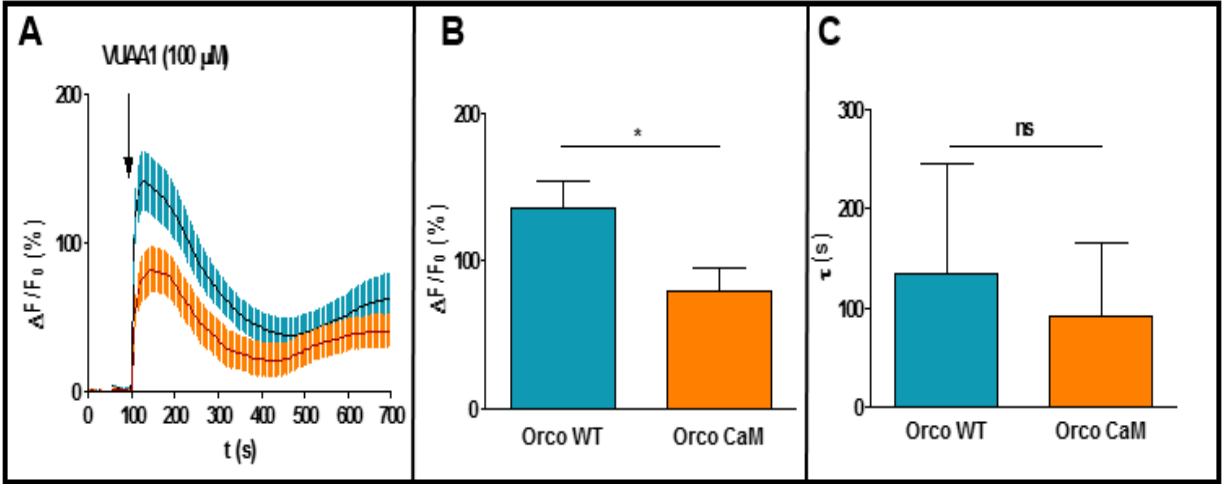 A
VUAA1 (100 µM)
200
100
0
ΔF/F₀ (%)
0 100 200 300 400 500 600 700
t (s)
B
200
100
0
ΔF/F₀ (%)
*
Orco WT Orco CaM
C
300
200
100
0
τ (s)
ns
Orco WT Orco CaM